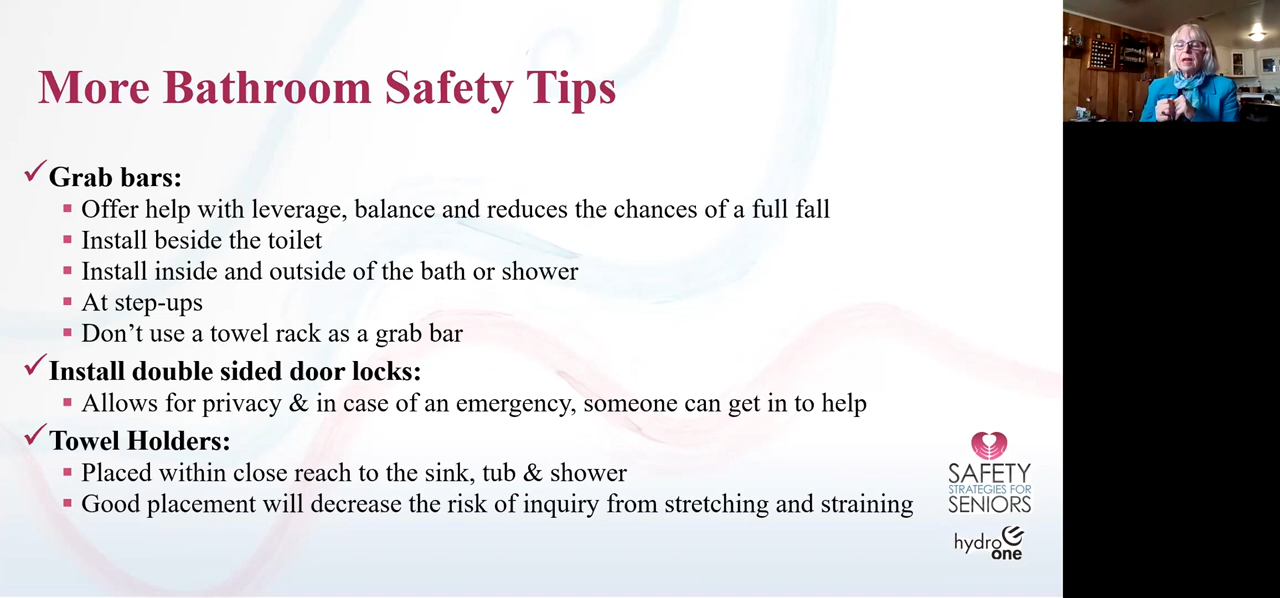 More Bathroom Safety Tips
Grab bars:
Offer help with leverage, balance and reduces the chances of a full fall
Install beside the toilet
Install inside and outside of the bath or shower
At step-ups
Don’t use a towel rack as a grab bar
Install double sided door locks:
Allows for privacy & in case of an emergency, someone can get in to help
Towel Holders:
Placed within close reach to the sink, tub & shower
Good placement will decrease the risk of inquiry from stretching and straining
SAFETY
STRATEGIES FOR
SENIORS
hydro
one